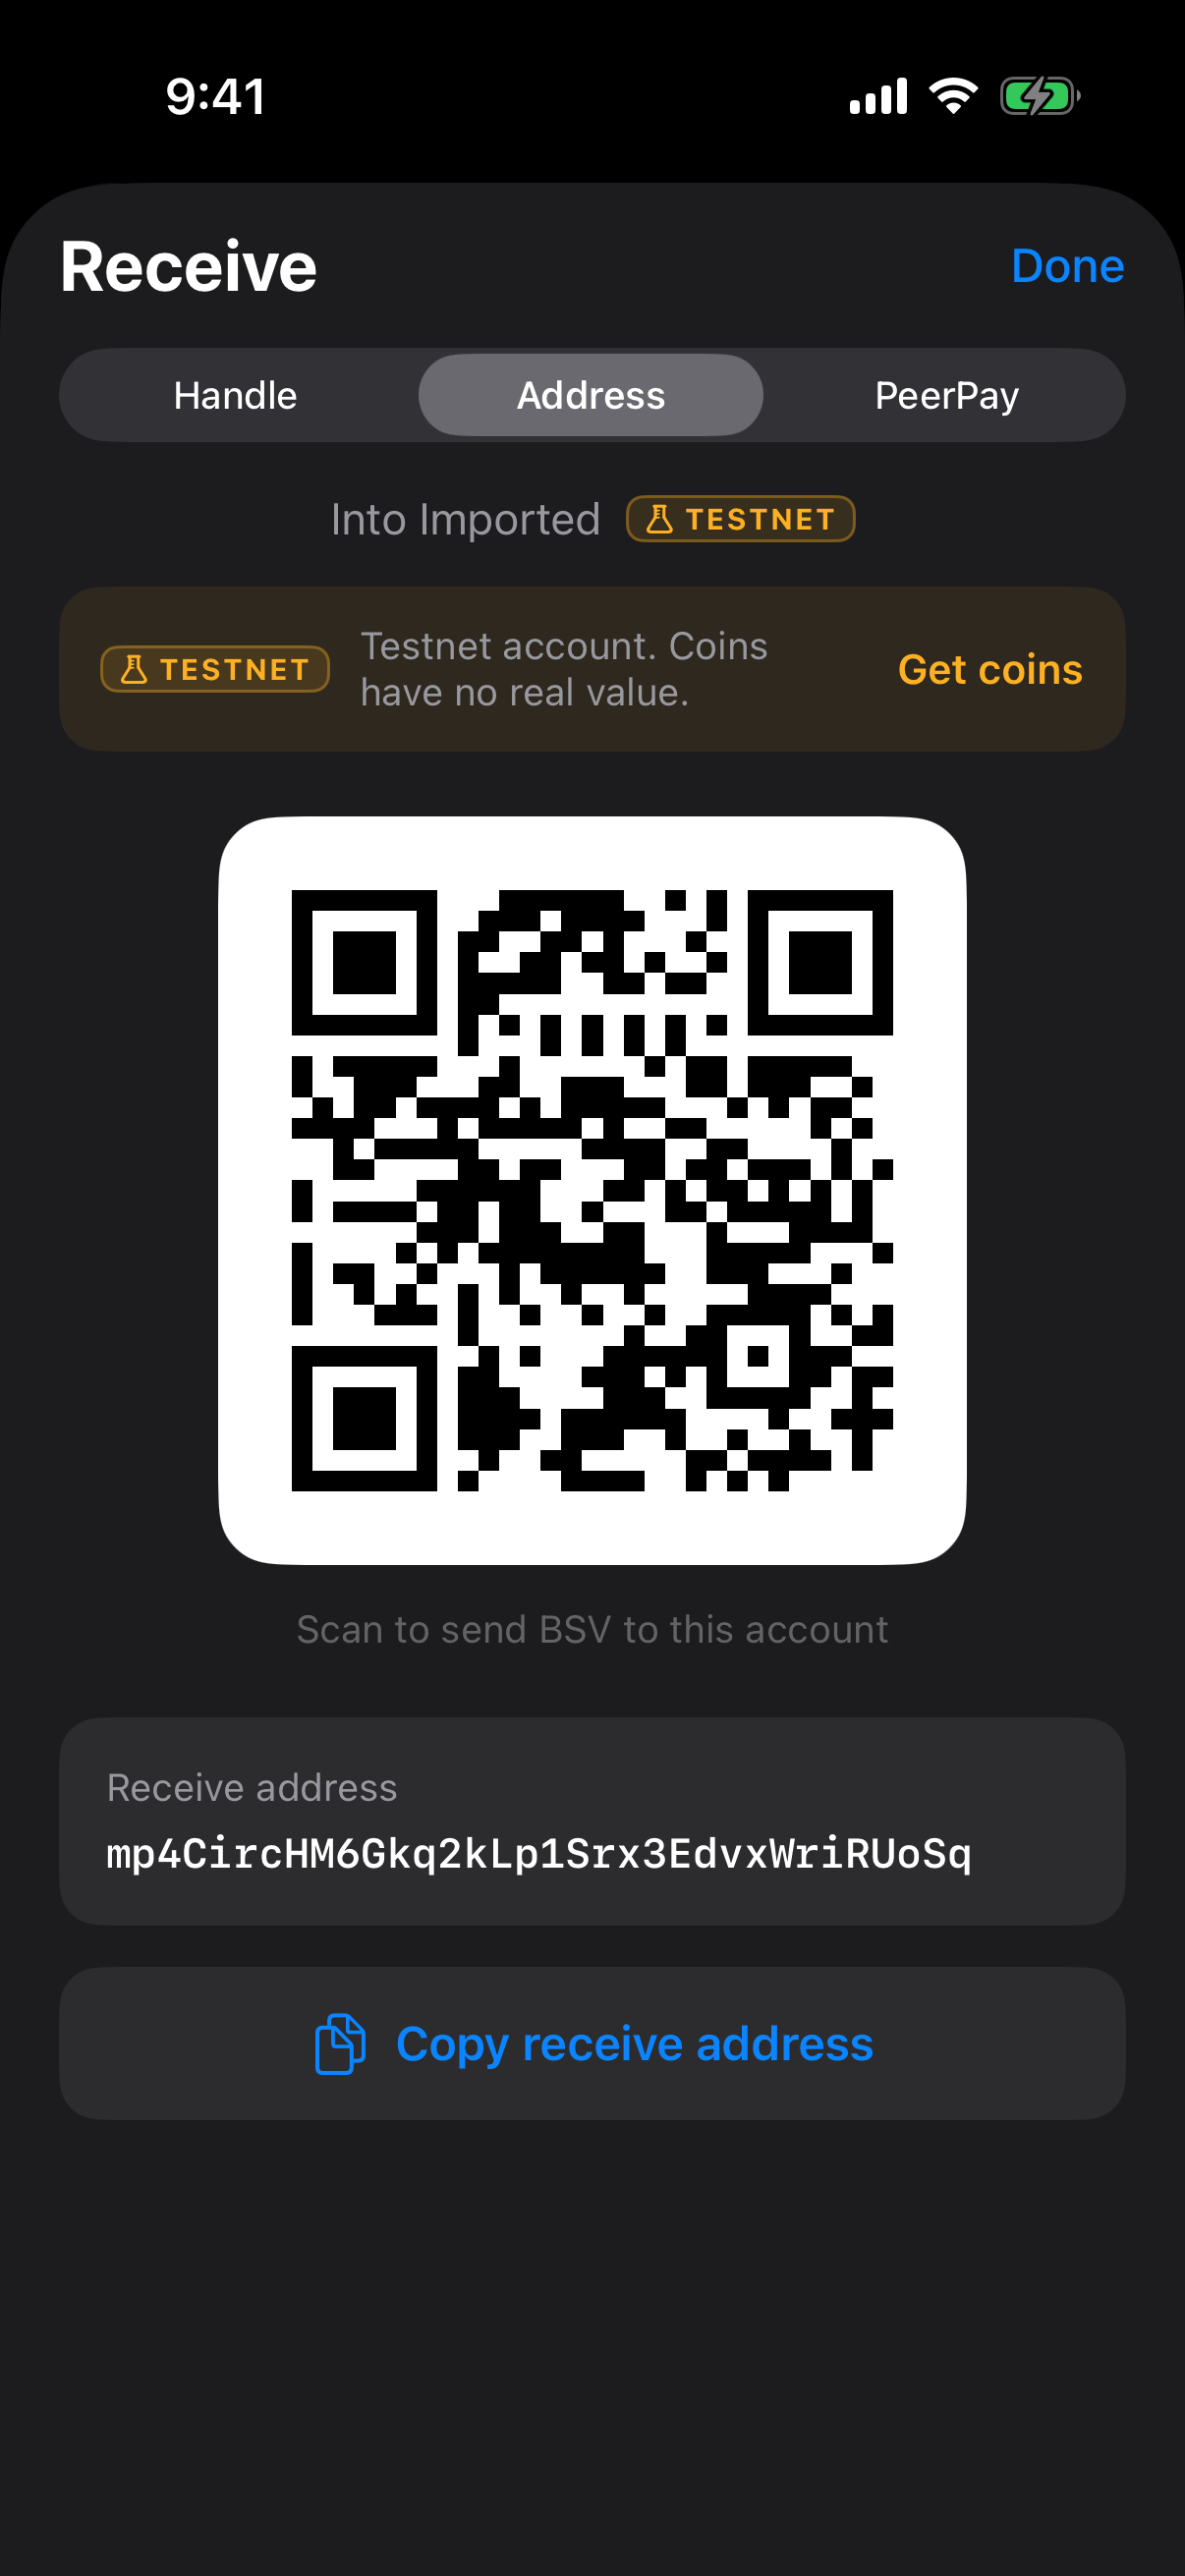 9:41
Receive
Done
Handle
Address
PeerPay
Into Imported
TESTNET
TESTNET
Testnet account. Coins
have no real value.
Get coins
Scan to send BSV to this account
Receive address
mp4CircHM6Gkq2kLp1Srx3EdvxWriRUoSq
Copy receive address